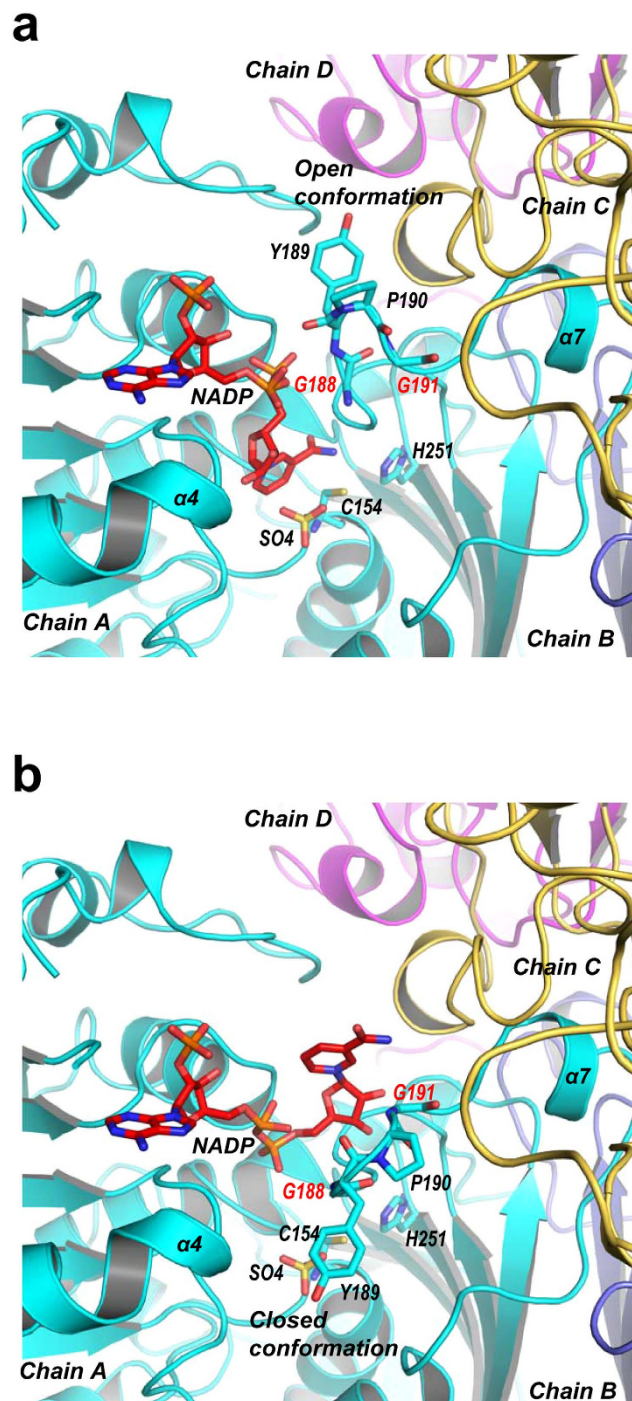 a
Chain D
Open
conformation
Chain C
Y189
P190
α7
NADP
G188
G191
H251
α4
C154
SO4
Chain A
Chain B
b
Chain D
Chain C
G191
α7
NADP
G188
P190
C154
H251
α4
SO4
Y189
Closed
conformation
Chain A
Chain B